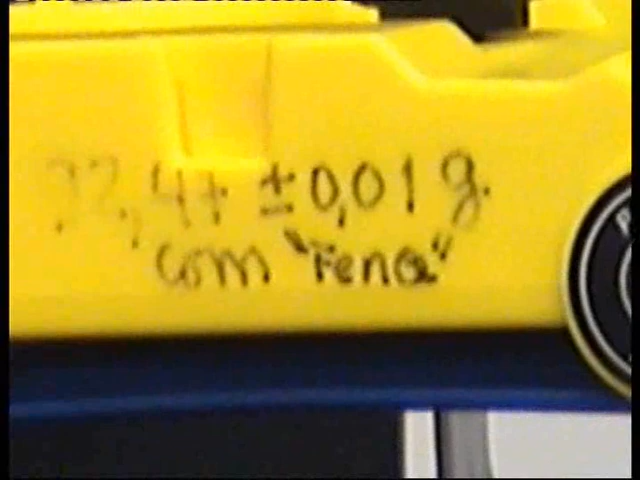 ± 0,01 g.
com "Fena"